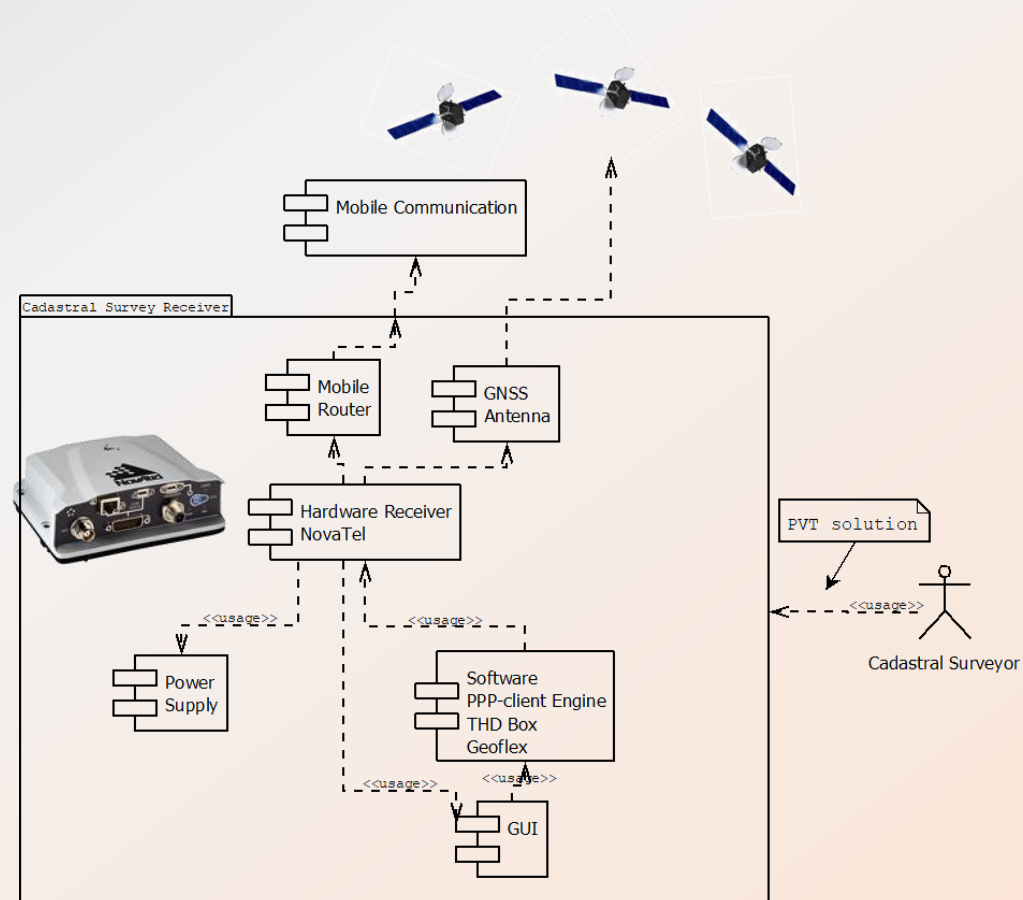 Mobile Communication
Cadastral Survey Receiver
Mobile
Router
GNSS
Antenna
NovAtel
Hardware Receiver
NovaTel
PVT solution
<<usage>>
Cadastral Surveyor
<<usage>>
<<usage>>
Power
Supply
Software
PPP-client Engine
THD Box
Geoflex
<<usage>>
<<usage>>
GUI